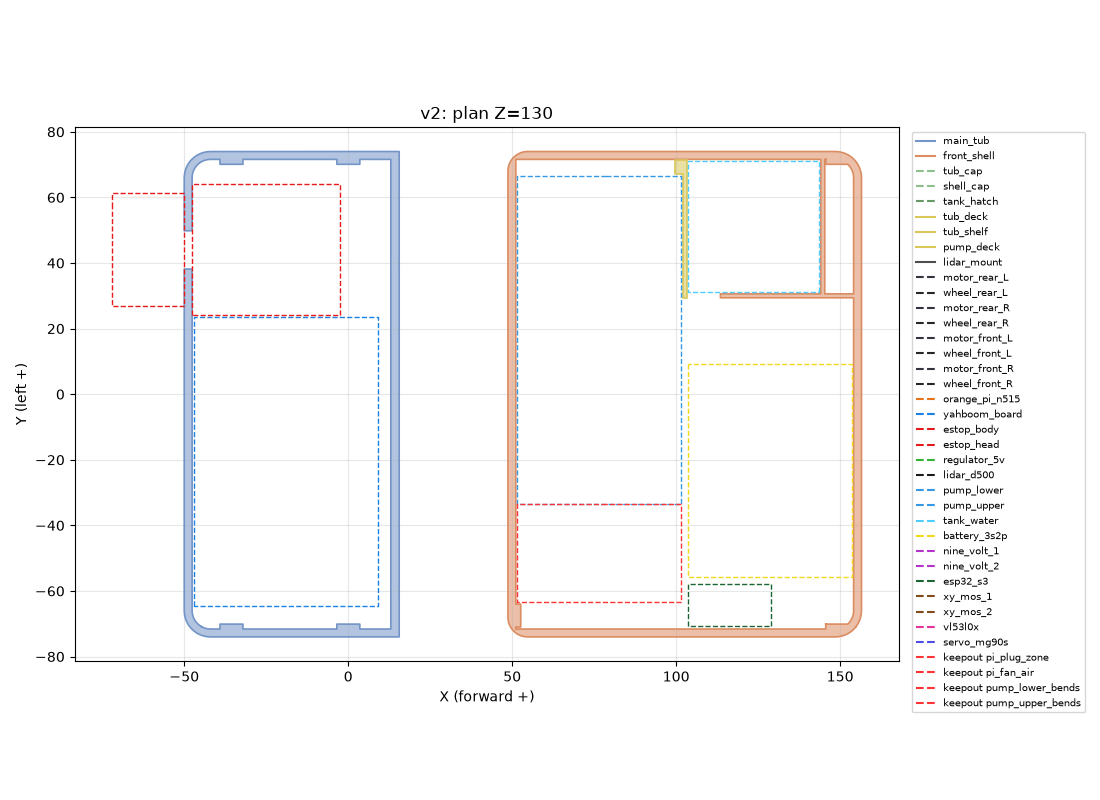 v2: plan Z=130
80
60
40
20
0
−20
−40
−60
−80
Y (left +)
−50
0
50
100
150
X (forward +)
main_tub
front_shell
tub_cap
shell_cap
tank_hatch
tub_deck
tub_shelf
pump_deck
lidar_mount
motor_rear_L
wheel_rear_L
motor_rear_R
wheel_rear_R
motor_front_L
wheel_front_L
motor_front_R
wheel_front_R
orange_pi_n515
yahboom_board
estop_body
estop_head
regulator_5v
lidar_d500
pump_lower
pump_upper
tank_water
battery_3s2p
nine_volt_1
nine_volt_2
esp32_s3
xy_mos_1
xy_mos_2
vl53l0x
servo_mg90s
keepout pi_plug_zone
keepout pi_fan_air
keepout pump_lower_bends
keepout pump_upper_bends